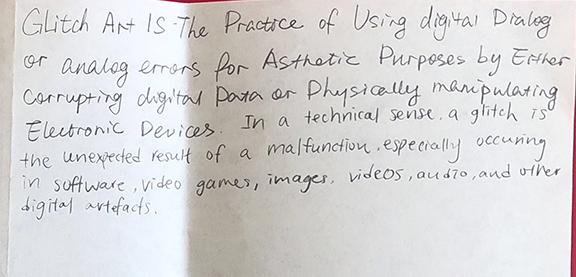 GLitch Art IS The Practice of Using digital Dialog
or analog errors for Asthetic Purposes by Either
Corrupting digital Data or Physically manipulating
Electronic Devices. In a technical sense, a glitch is
the unexpected result of a malfunction, especially occuring
in software, video games, images, videos, audio, and other
digital artefacts.